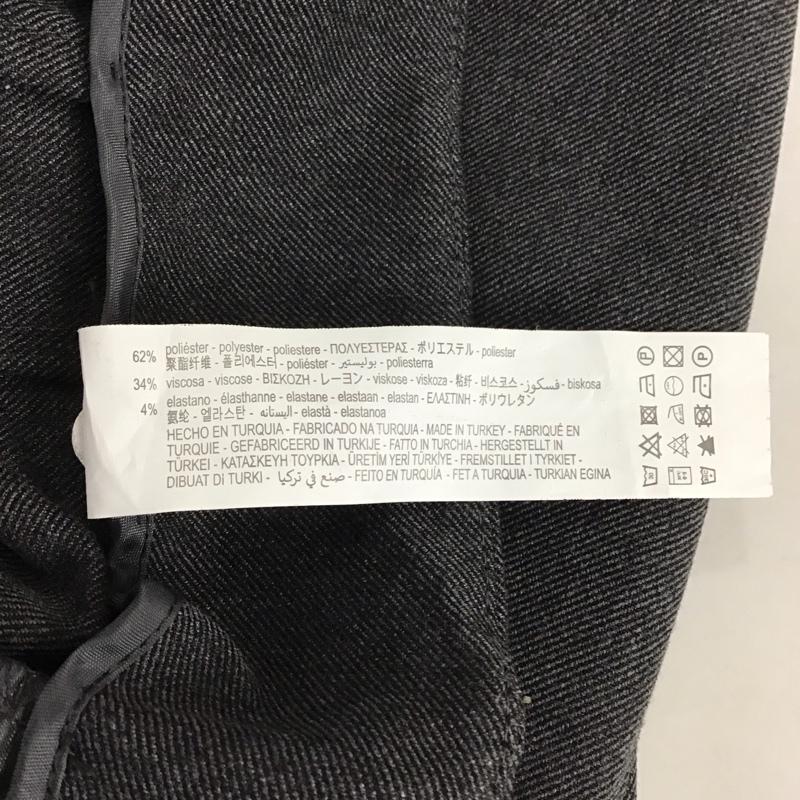 62% poliéster - polyester - poliestere - ΠΟΛΥΕΣΤΕΡΑΣ - ポリエステル - poliester
聚酯纤维 - 폴리에스터 - poliéster - بوليستير - poliesterra
34% viscosa - viscose - ΒΙΣΚΟΖΗ - レーヨン - viskose - viskoza - 粘纤 - 비스코스 - فسكوز - biskosa
4% elastano - élasthanne - elastane - elastaan - elastan - ΕΛΑΣΤΙΝΗ - ポリウレタン
氨纶 - 엘라스탄 - اليستانه - elastà - elastanoa
HECHO EN TURQUIA - FABRICADO NA TURQUIA - MADE IN TURKEY - FABRIQUÉ EN
TURQUIE - GEFABRICEERD IN TURKIJE - FATTO IN TURCHIA - HERGESTELLT IN
TÜRKEI - ΚΑΤΑΣΚΕΥΗ ΤΟΥΡΚΙΑ - ÜRETİM YERİ TÜRKİYE - FREMSTILLET I TYRKIET -
DIBUAT DI TURKI - صنع في تركيا - FEITO EN TURQUÍA - FET A TURQUIA - TURKIAN EGINA
P P